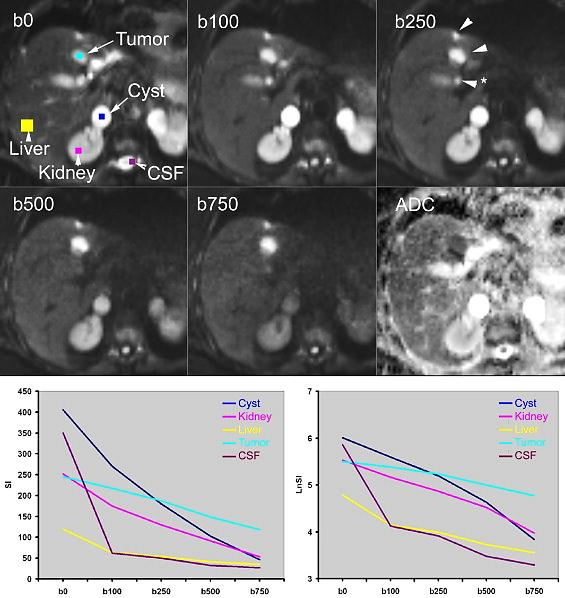 b0
b100
b250
Tumor
Cyst
*
Liver
Kidney
CSF
b500
b750
ADC
450
400
350
300
250
200
150
100
50
0
SI
b0 b100 b250 b500 b750
Cyst
Kidney
Liver
Tumor
CSF
7
6
5
4
3
LnSI
b0 b100 b250 b500 b750
Cyst
Kidney
Liver
Tumor
CSF